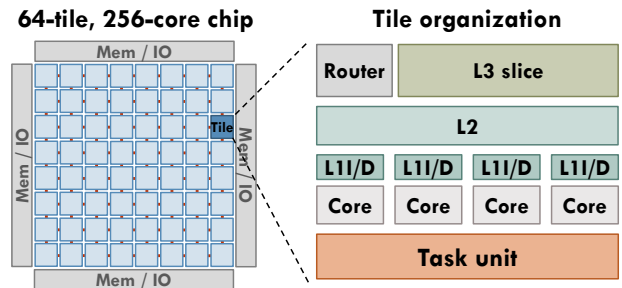 64-tile, 256-core chip
Mem / IO
Mem / IO
Tile
Mem / IO
Mem / IO
Tile organization
Router
L3 slice
L2
L1I/D L1I/D L1I/D L1I/D
Core Core Core Core
Task unit